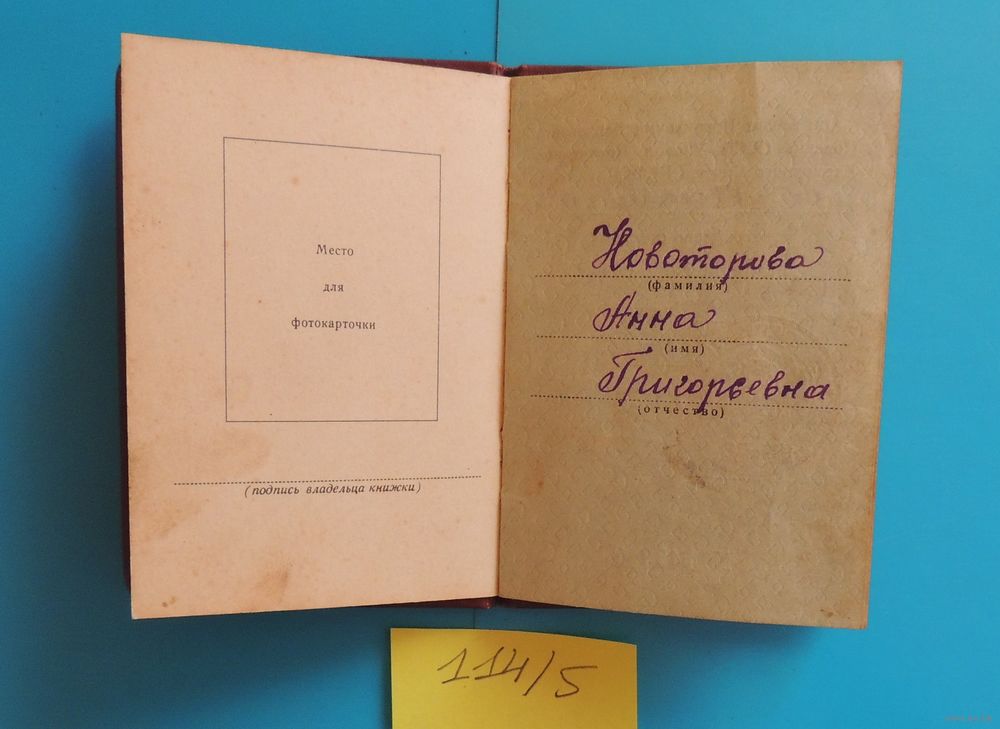 Место
для
фотокарточки
(подпись владельца книжки)
Новоторова
(фамилия)
Анна
(имя)
Григорьевна
(отчество)
114/5